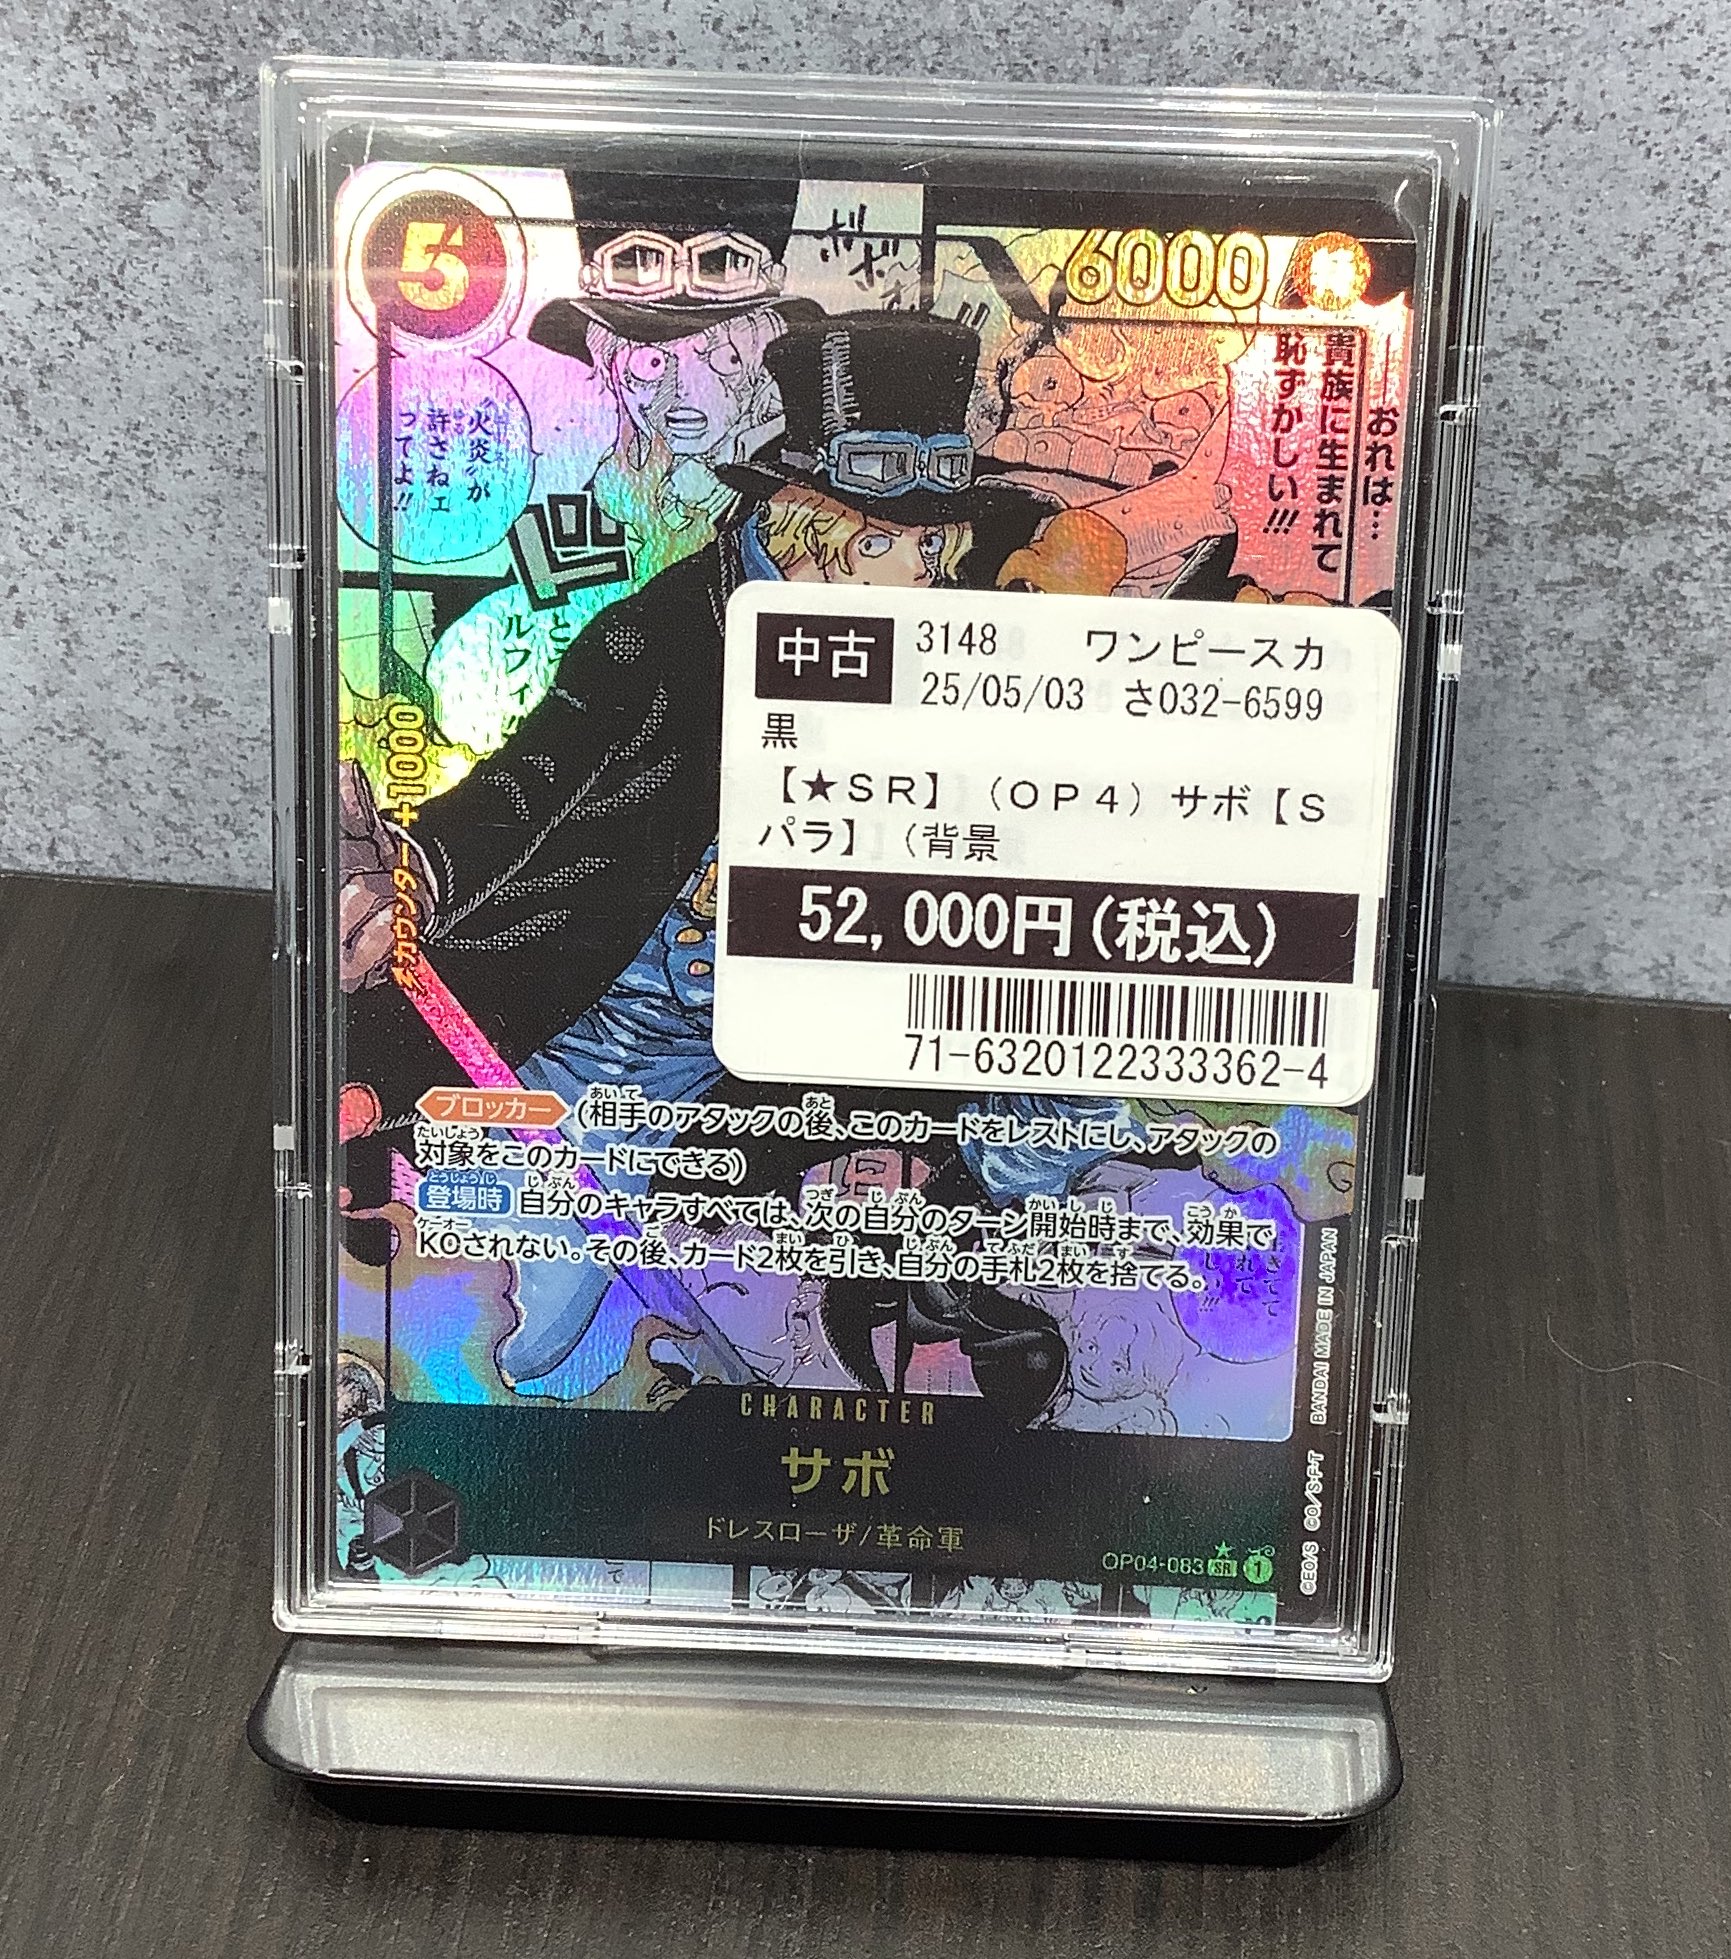 5
6000
特
ボボ
おれは…
貴族に生まれて
恥ずかしい!!!
“火炎”が
許さねェ
ってよ!!
ルフィ!!
カウンター+1000
中古
3148 ワンピースカ
25/05/03 さ032-6599
黒
【★SR】（OP4）サボ【S
パラ】（背景
52,000円(税込)
71-6320122333362-4
ブロッカー (相手のアタックの後、このカードをレストにし、アタックの
対象をこのカードにできる)
登場時 自分のキャラすべては、次の自分のターン開始時まで、効果で
KOされない。その後、カード2枚を引き、自分の手札2枚を捨てる。
CHARACTER
サボ
ドレスローザ/革命軍
OP04-083 SR 1
©EO/S ©O/S・F・T BANDAI MADE IN JAPAN